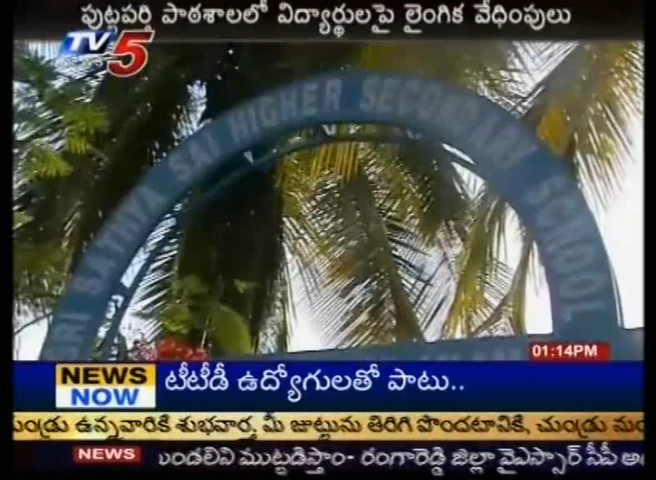 పుట్టపర్తి పాఠశాలలో విద్యార్థులపై లైంగిక వేధింపులు
TV5
SRI SATHYA SAI HIGHER SECONDARY SCHOOL
01:14PM
NEWS NOW
టీటీడీ ఉద్యోగులతో పాటు..
ఉన్నవారికి శుభవార్త, మీ జుట్టును తిరిగి పొందటానికి, చుండ్రు
NEWS
ముట్టడిస్తాం- రంగారెడ్డి జిల్లా వైఎస్సార్ సీపీ